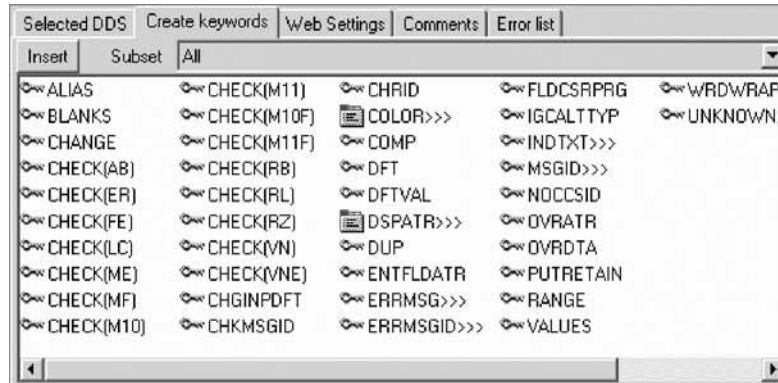 Selected DDS Create keywords Web Settings Comments Error list
Insert Subset All
ALIAS CHECK(M11) CHRID FLDCSRPRG WRDWRAP
BLANKS CHECK(M10F) COLOR>>> IGCALTTYP UNKNOWN
CHANGE CHECK(M11F) COMP INDTXT>>>
CHECK(AB) CHECK(RB) DFT MSGID>>>
CHECK(ER) CHECK(RL) DFTVAL NOCCSID
CHECK(FE) CHECK(RZ) DSPATR>>> OVRATR
CHECK(LC) CHECK(VN) DUP OVRDTA
CHECK(ME) CHECK(VNE) ENTFLDATR PUTRETAIN
CHECK(MF) CHGINPDFT ERRMSG>>> RANGE
CHECK(M10) CHKMSGID ERRMSGID>>> VALUES